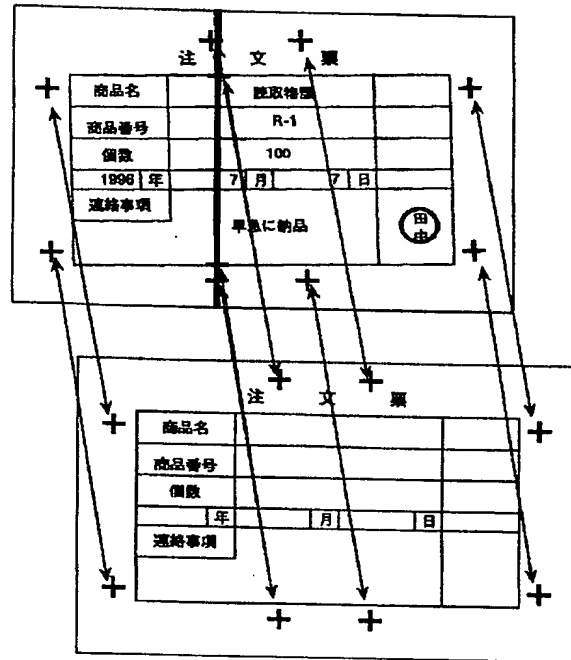 注 文 票
商品名 読取物
商品番号 R-1
個数 100
1996 年 7 月 7 日
連絡事項
早急に納品
田中
注 文 票
商品名
商品番号
個数
年 月 日
連絡事項